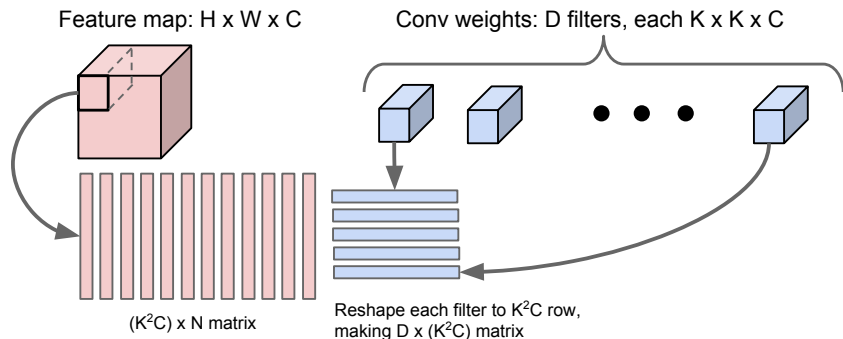 Feature map: H x W x C
Conv weights: D filters, each K x K x C
(K²C) x N matrix
Reshape each filter to K²C row,
making D x (K²C) matrix